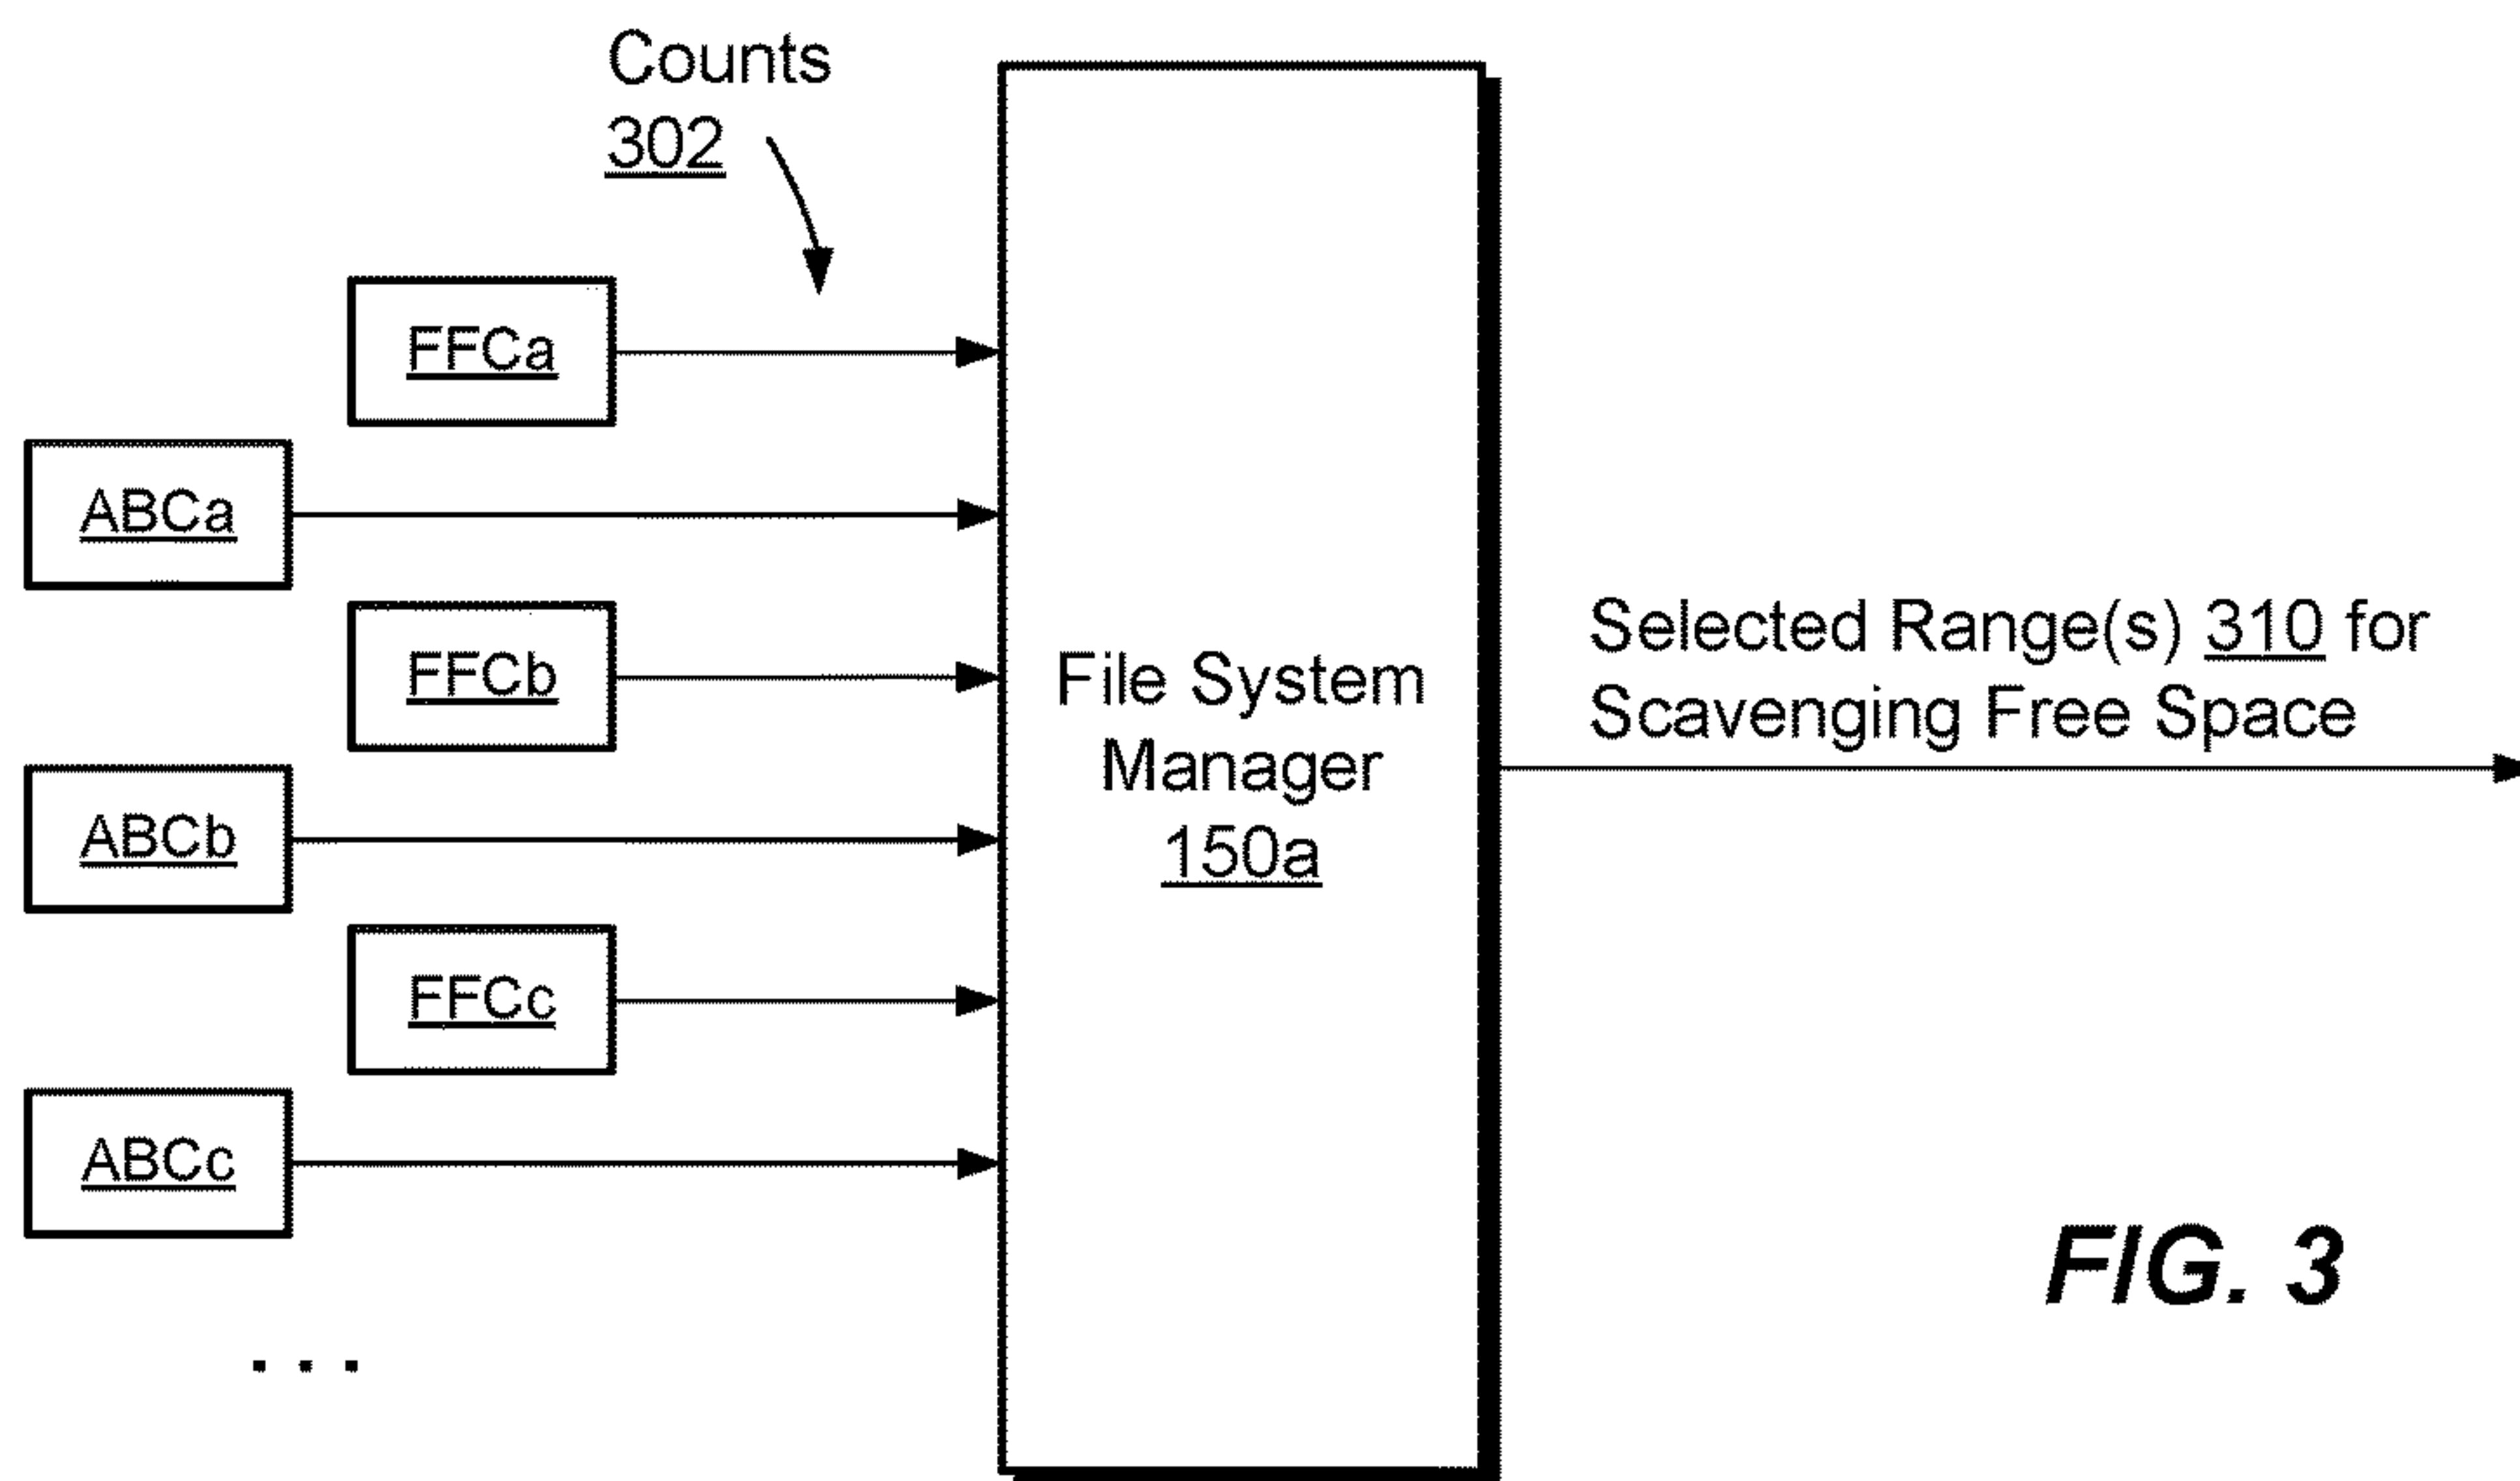 Counts
302
FFCa
ABCa
FFCb
ABCb
FFCc
ABCc
. . .
File System
Manager
150a
Selected Range(s) 310 for
Scavenging Free Space
FIG. 3